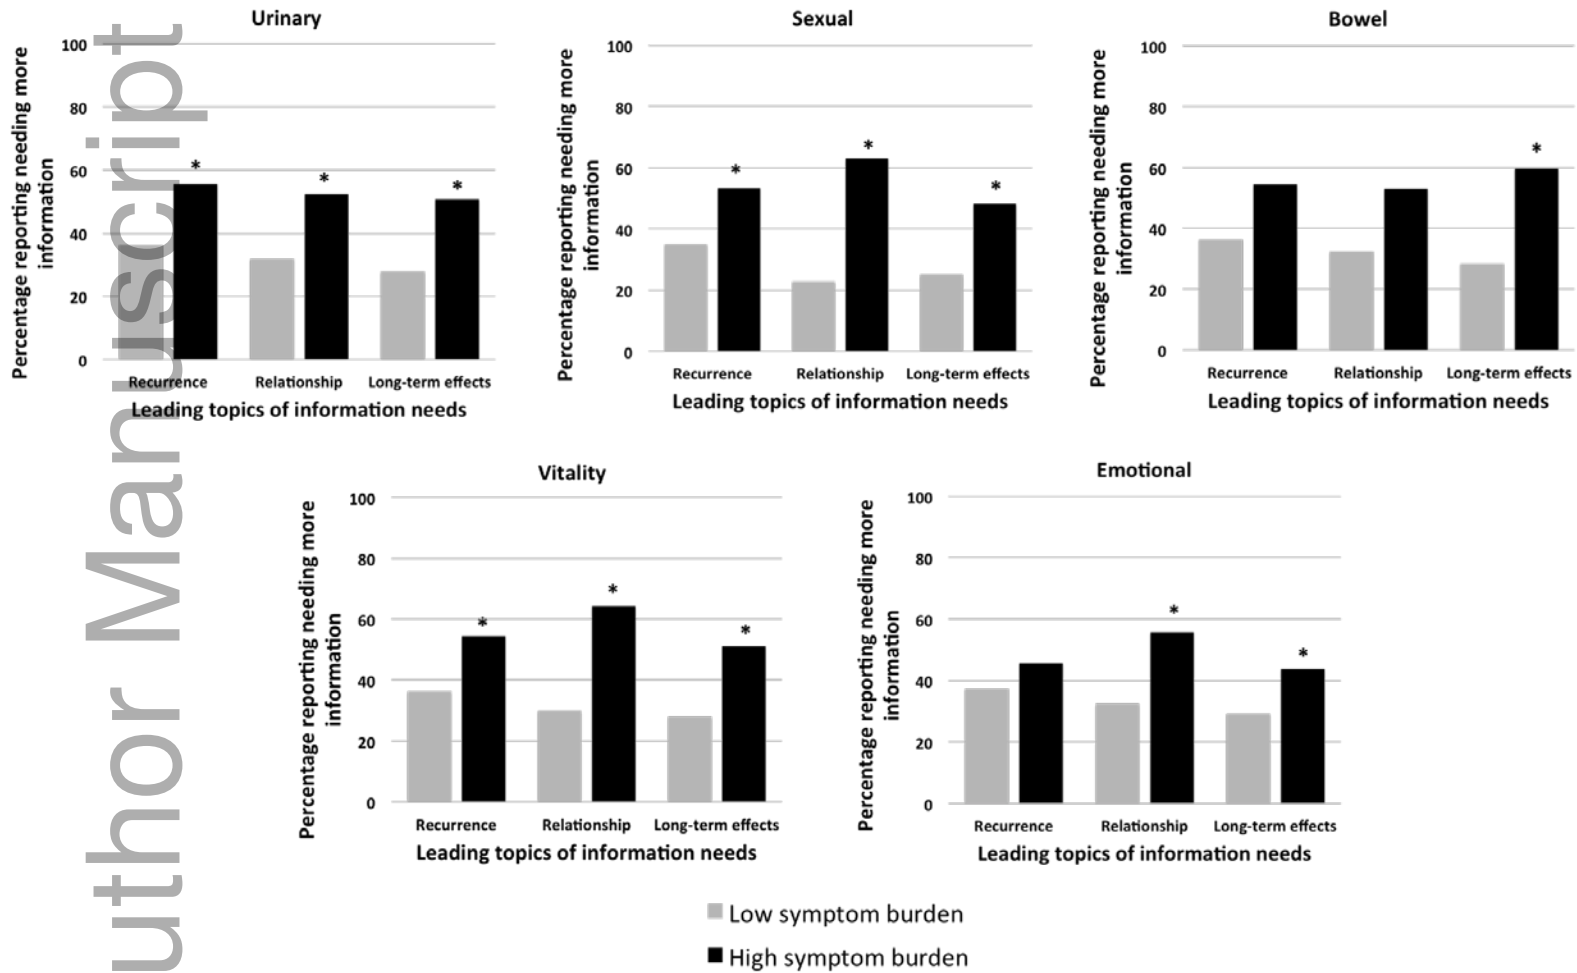 Urinary
Percentage reporting needing more
information
100
80
60
40
20
0
*
*
*
Recurrence Relationship Long-term effects
Leading topics of information needs
Sexual
Percentage reporting needing more
information
100
80
60
40
20
0
*
*
*
Recurrence Relationship Long-term effects
Leading topics of information needs
Bowel
Percentage reporting needing more
information
100
80
60
40
20
0
*
Recurrence Relationship Long-term effects
Leading topics of information needs
Vitality
Percentage reporting needing more
information
100
80
60
40
20
0
*
*
*
Recurrence Relationship Long-term effects
Leading topics of information needs
Emotional
Percentage reporting needing more
information
100
80
60
40
20
0
*
*
Recurrence Relationship Long-term effects
Leading topics of information needs
Low symptom burden
High symptom burden
uthor Manuscript